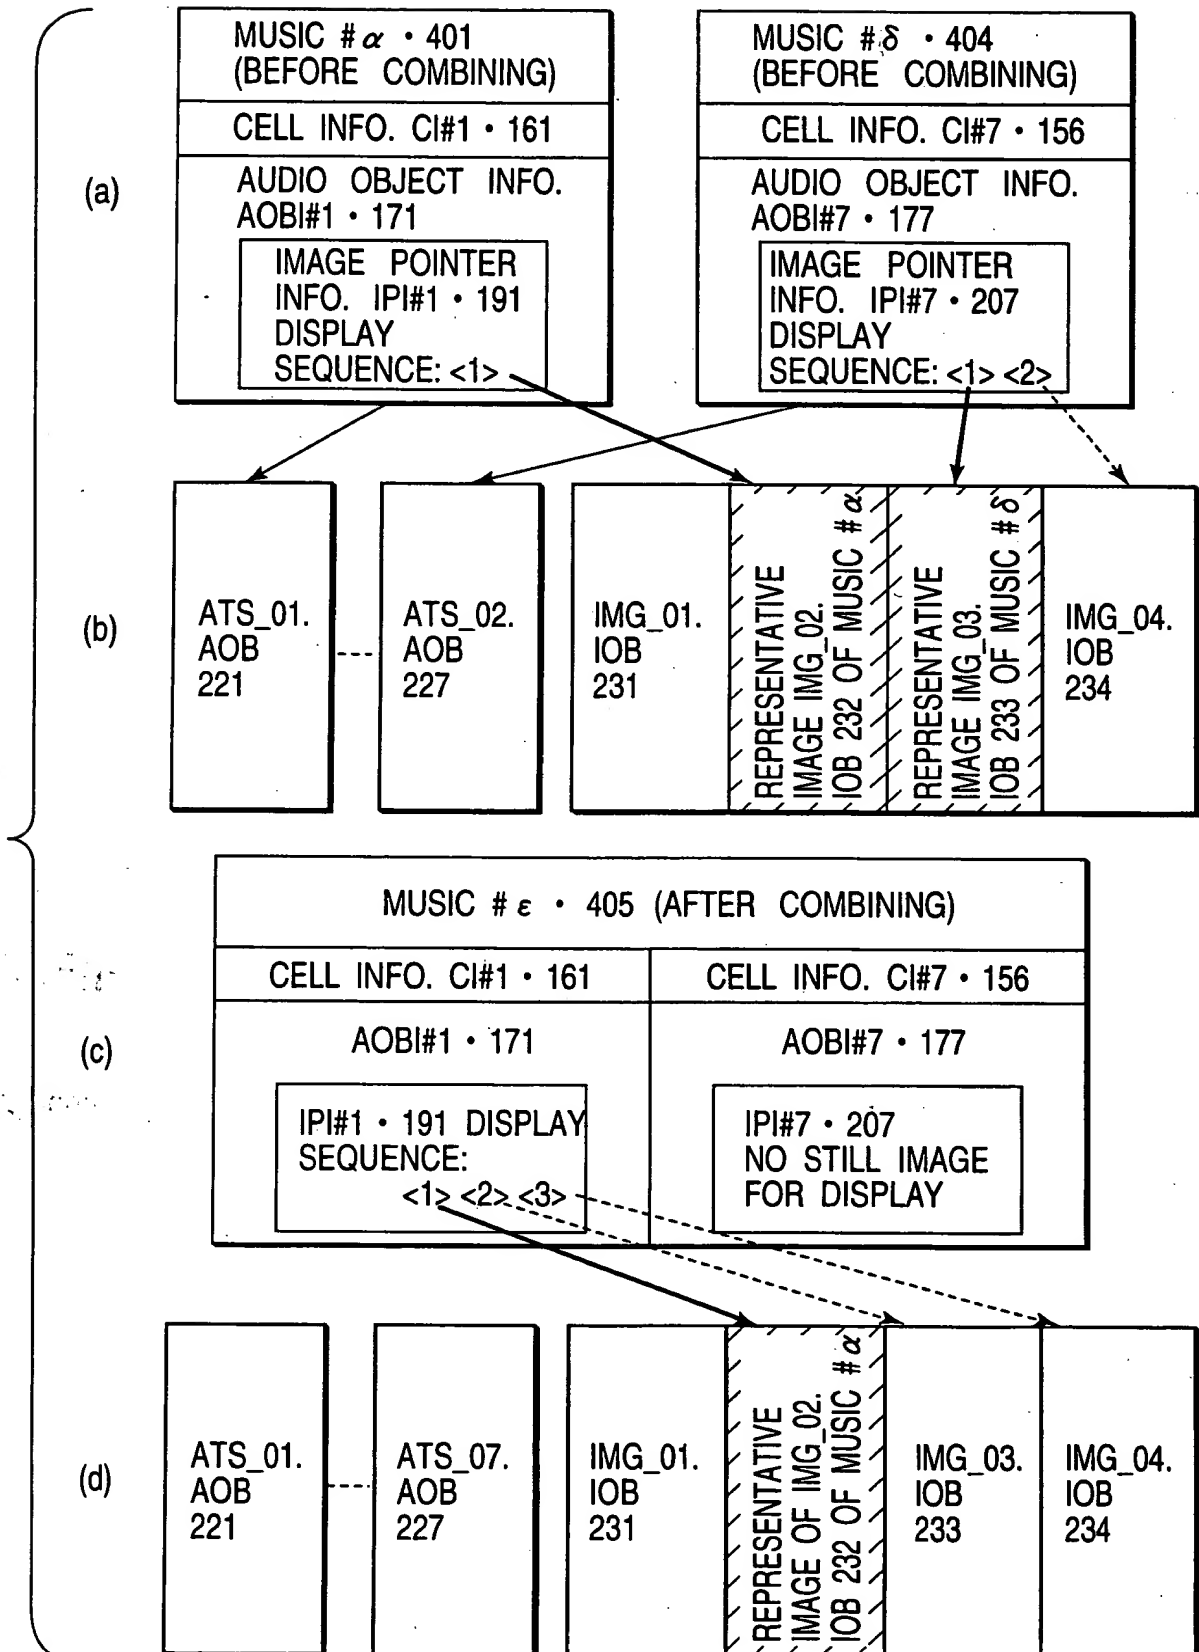 (a)
MUSIC # α • 401
(BEFORE COMBINING)
CELL INFO. CI#1 • 161
AUDIO OBJECT INFO.
AOBI#1 • 171
IMAGE POINTER
INFO. IPI#1 • 191
DISPLAY
SEQUENCE: <1>
MUSIC # δ • 404
(BEFORE COMBINING)
CELL INFO. CI#7 • 156
AUDIO OBJECT INFO.
AOBI#7 • 177
IMAGE POINTER
INFO. IPI#7 • 207
DISPLAY
SEQUENCE: <1> <2>
(b)
ATS_01.
AOB
221
ATS_02.
AOB
227
IMG_01.
IOB
231
REPRESENTATIVE
IMAGE IMG_02.
IOB 232 OF MUSIC # α
REPRESENTATIVE
IMAGE IMG_03.
IOB 233 OF MUSIC # δ
IMG_04.
IOB
234
(c)
MUSIC # ε • 405 (AFTER COMBINING)
CELL INFO. CI#1 • 161
AOBI#1 • 171
IPI#1 • 191 DISPLAY
SEQUENCE:
<1> <2> <3>
CELL INFO. CI#7 • 156
AOBI#7 • 177
IPI#7 • 207
NO STILL IMAGE
FOR DISPLAY
(d)
ATS_01.
AOB
221
ATS_07.
AOB
227
IMG_01.
IOB
231
REPRESENTATIVE
IMAGE OF IMG_02.
IOB 232 OF MUSIC # α
IMG_03.
IOB
233
IMG_04.
IOB
234